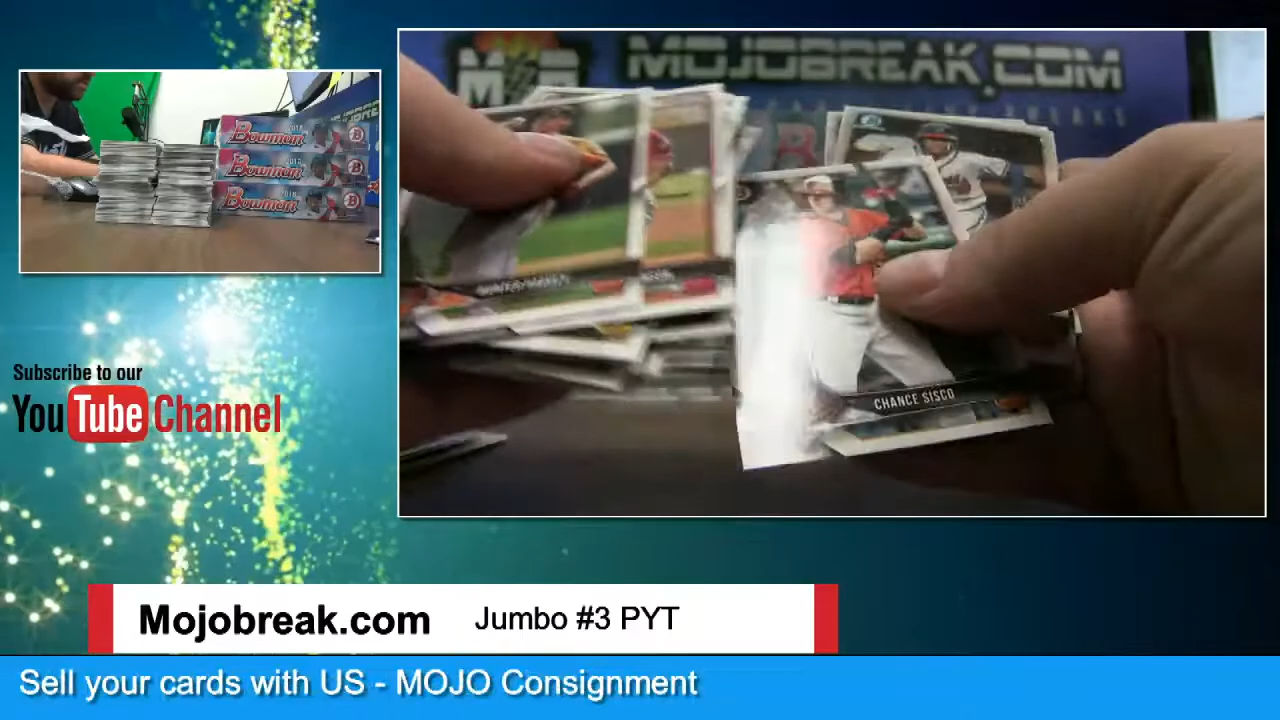 MOJOBREAK.COM
Bowman
Bowman
Bowman
CHANCE SISCO
Subscribe to our
YouTube Channel
Mojobreak.com Jumbo #3 PYT
Sell your cards with US - MOJO Consignment